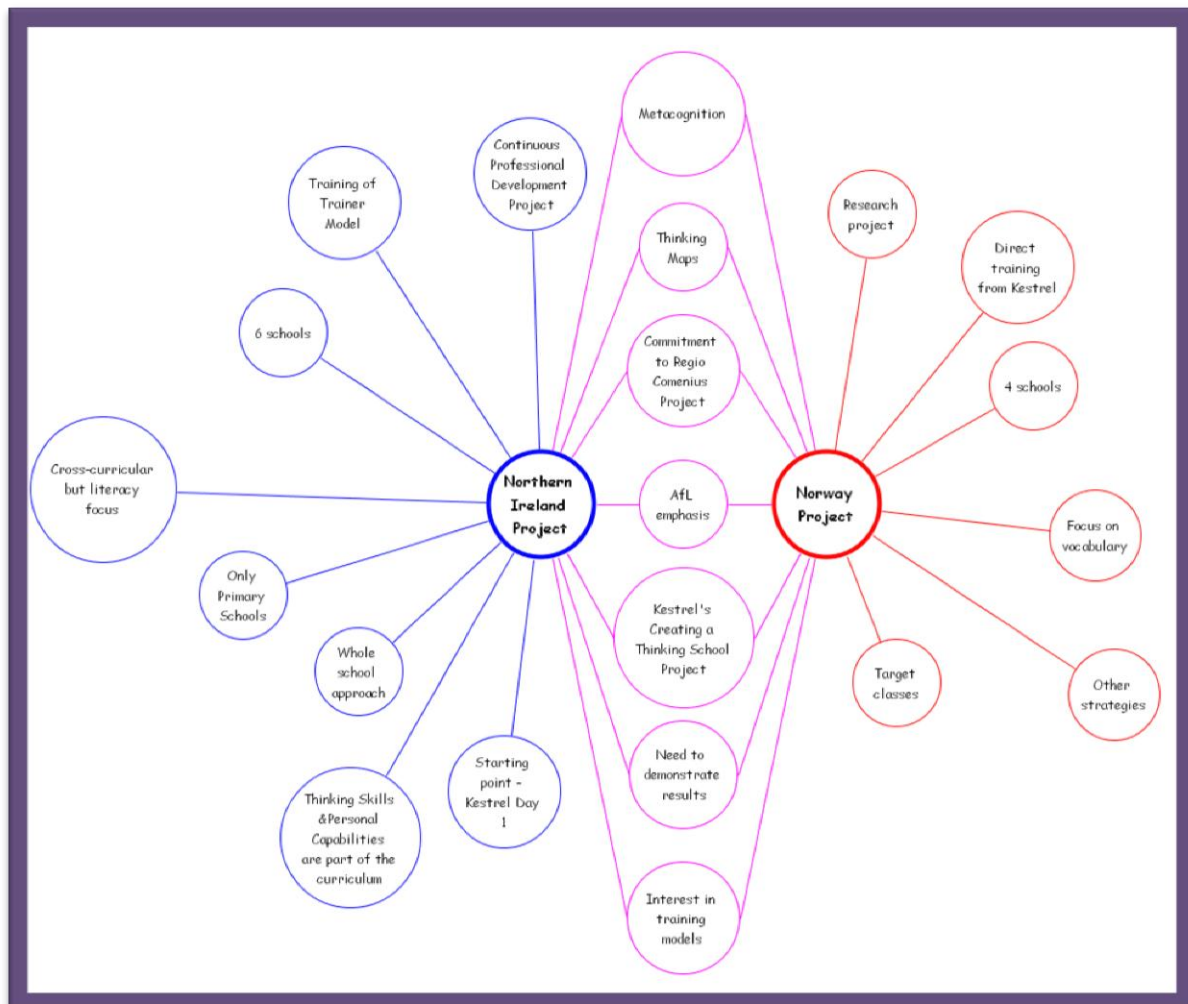 Metacognition
Continuous
Professional
Development
Project
Training of
Trainer
Model
Thinking
Maps
Research
project
Direct
training
from Kestrel
6 schools
Commitment
to Regio
Comenius
Project
4 schools
Cross-curricular
but literacy
focus
Northern
Ireland
Project
AfL
emphasis
Norway
Project
Focus on
vocabulary
Only
Primary
Schools
Whole
school
approach
Kestrel's
Creating a
Thinking School
Project
Target
classes
Other
strategies
Thinking Skills
&Personal
Capabilities
are part of the
curriculum
Starting
point -
Kestrel Day
1
Need to
demonstrate
results
Interest in
training
models